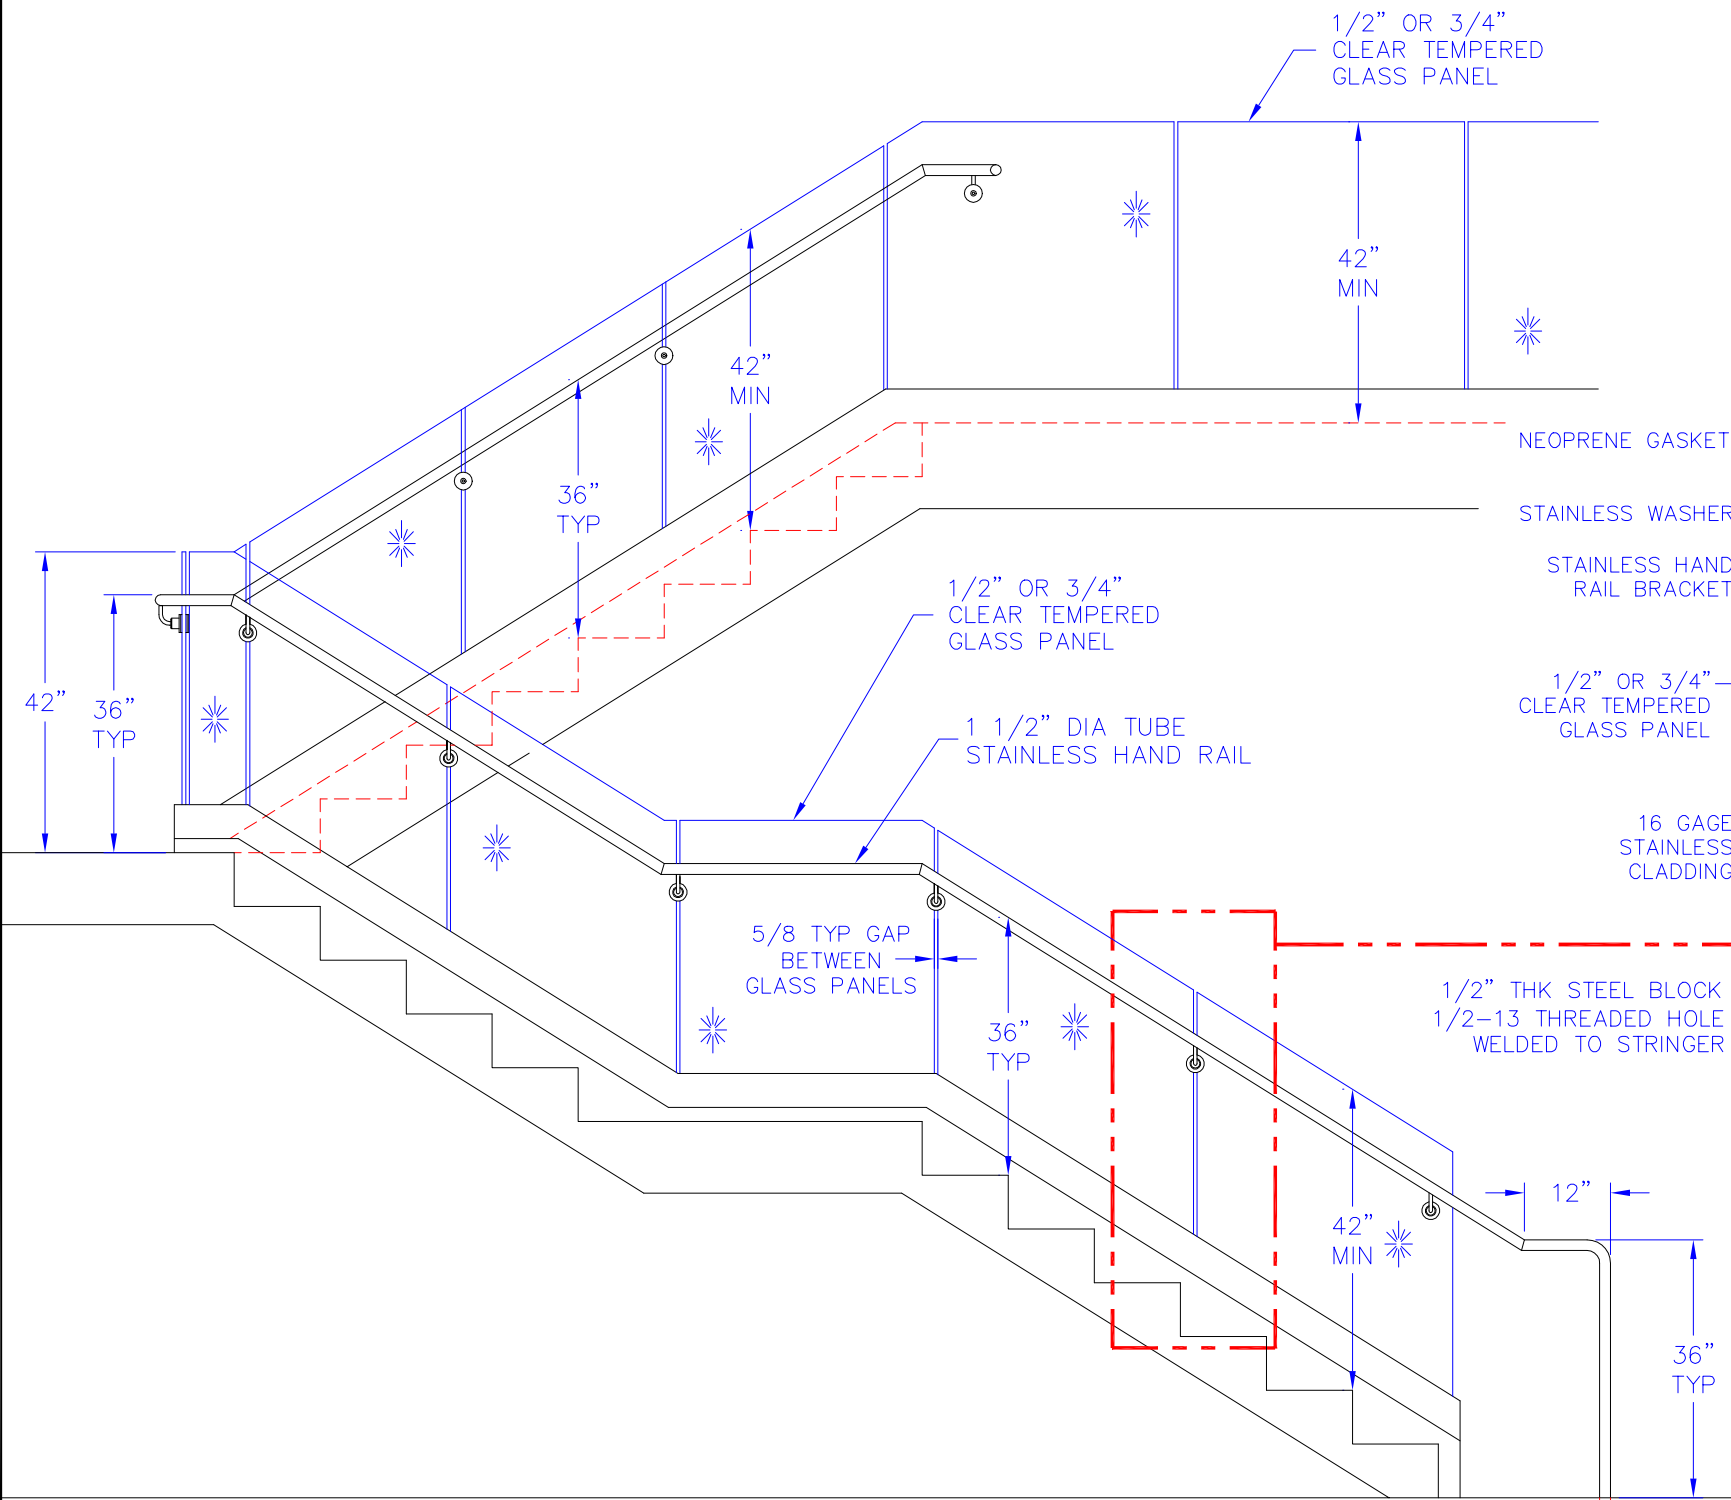 1/2” OR 3/4”
CLEAR TEMPERED
GLASS PANEL
42”
MIN
42”
MIN
36”
TYP
NEOPRENE GASKET
STAINLESS WASHER
STAINLESS HAND
RAIL BRACKET
1/2” OR 3/4”
CLEAR TEMPERED
GLASS PANEL
42”
36”
TYP
1/2” OR 3/4”
CLEAR TEMPERED
GLASS PANEL
1 1/2” DIA TUBE
STAINLESS HAND RAIL
16 GAGE
STAINLESS
CLADDING
5/8 TYP GAP
BETWEEN
GLASS PANELS
36”
TYP
1/2” THK STEEL BLOCK
1/2-13 THREADED HOLE
WELDED TO STRINGER
12”
42”
MIN
36”
TYP